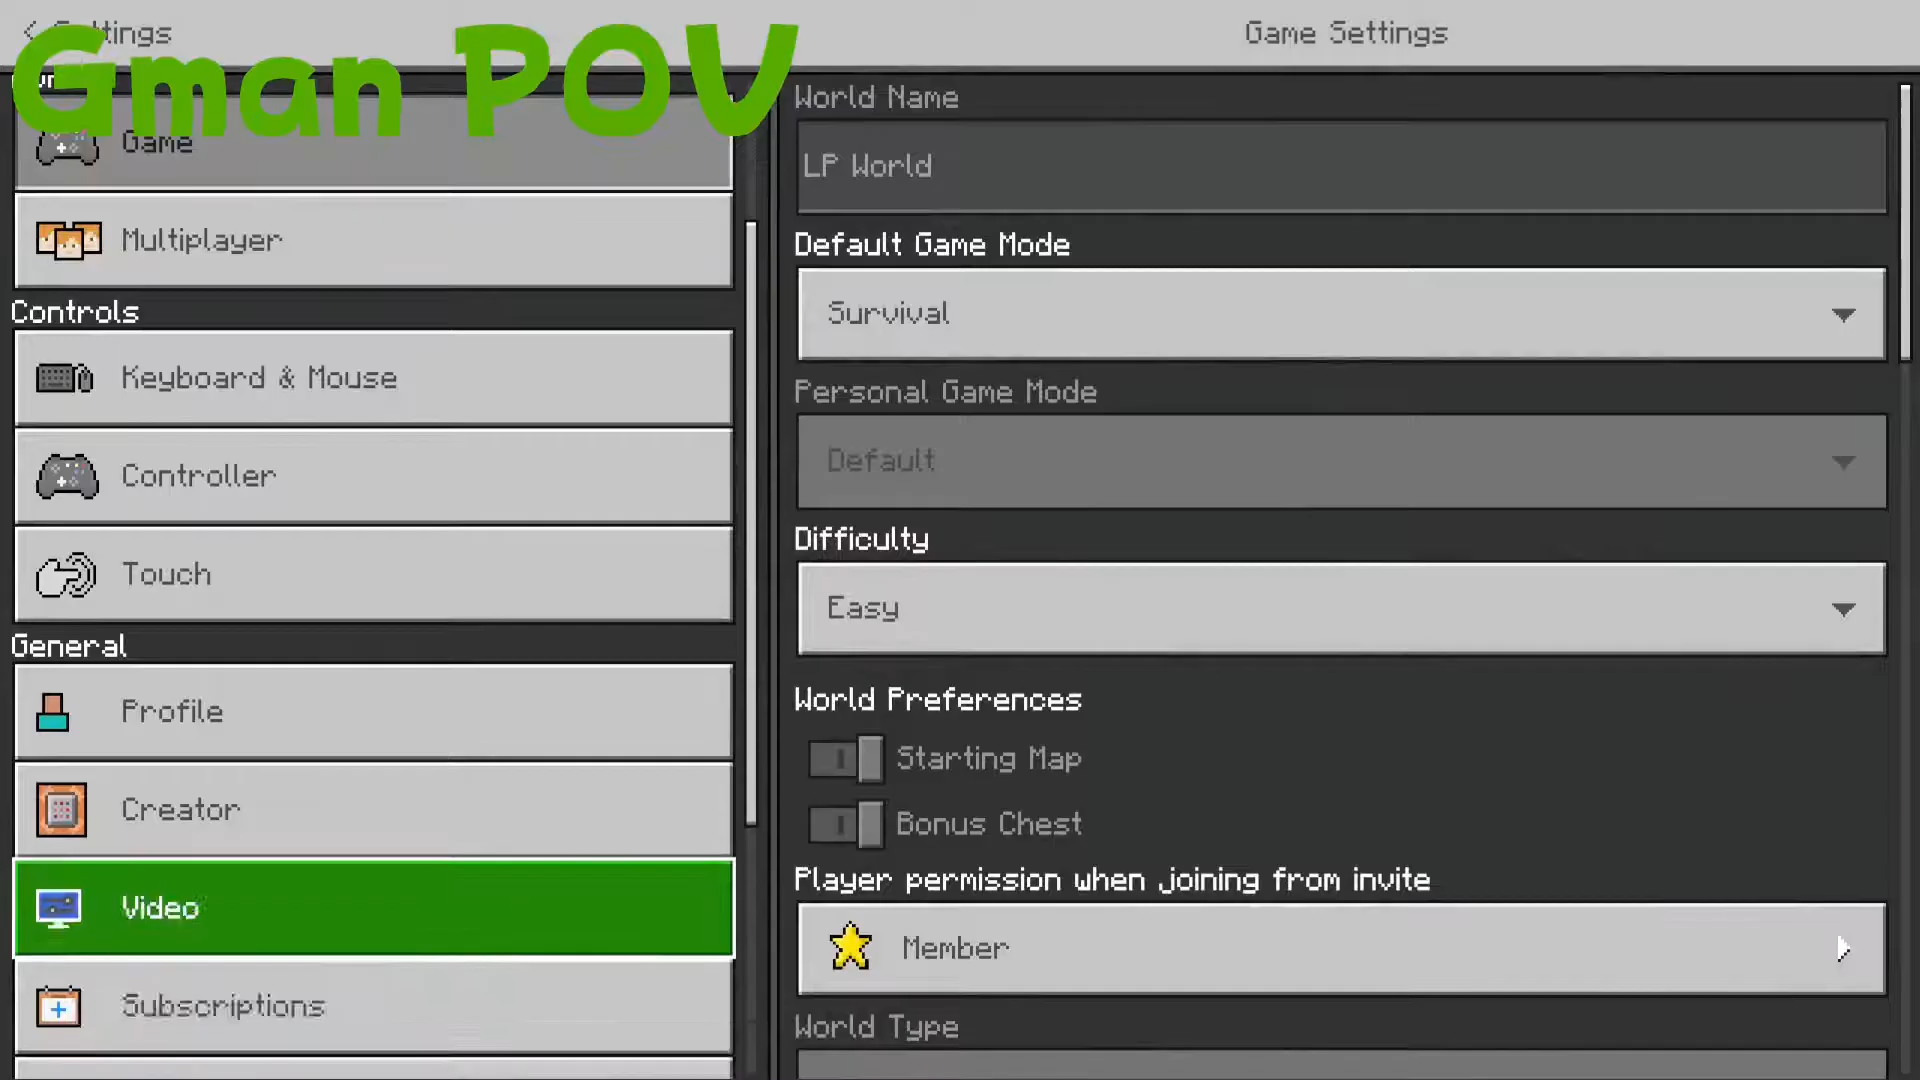 Settings
Game Settings
Gman POV
Game
Multiplayer
Controls
Keyboard & Mouse
Controller
Touch
General
Profile
Creator
Video
Subscriptions
World Name
LP World
Default Game Mode
Survival
Personal Game Mode
Default
Difficulty
Easy
World Preferences
Starting Map
Bonus Chest
Player permission when joining from invite
Member
World Type